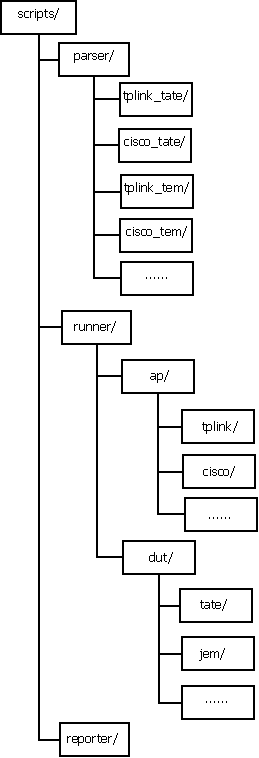 scripts/
parser/
tplink_tate/
cisco_tate/
tplink_tem/
cisco_tem/
......
runner/
ap/
tplink/
cisco/
......
dut/
tate/
jem/
......
reporter/